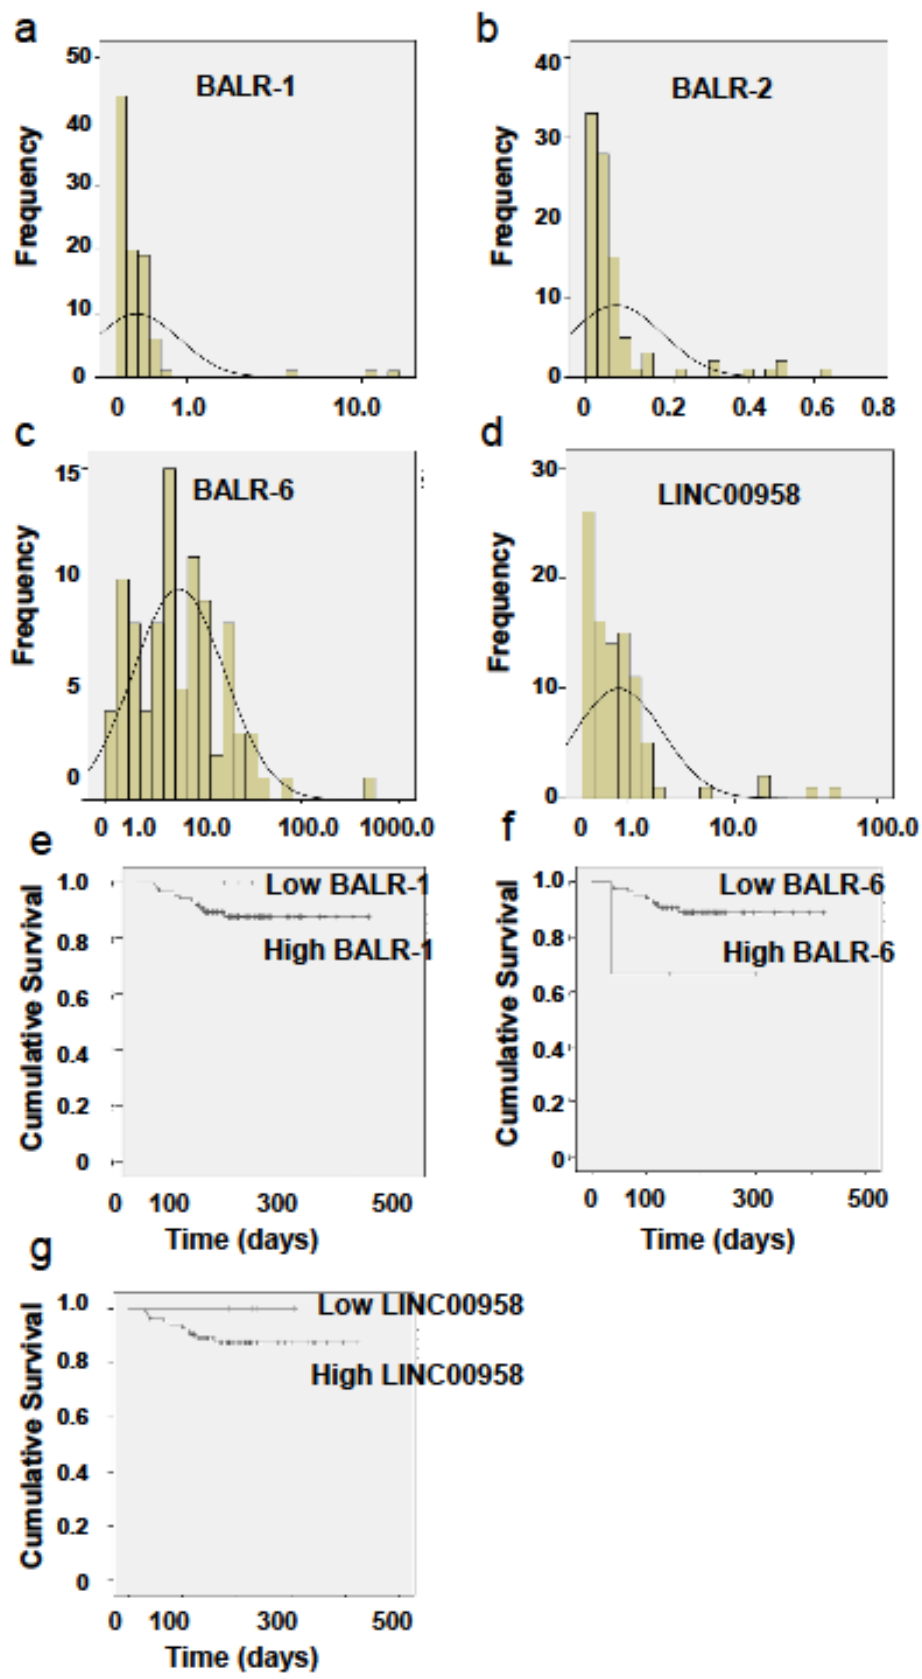 a
BALR-1
Frequency
50
40
30
20
10
0
0 1.0 10.0
b
BALR-2
Frequency
40
30
20
10
0
0 0.2 0.4 0.6 0.8
c
BALR-6
Frequency
15
10
5
0
0 1.0 10.0 100.0 1000.0
d
LINC00958
Frequency
30
20
10
0
0 1.0 10.0 100.0
e
Low BALR-1
High BALR-1
Cumulative Survival
1.0
0.8
0.6
0.4
0.2
0
0 100 300 500
Time (days)
f
Low BALR-6
High BALR-6
Cumulative Survival
1.0
0.8
0.6
0.4
0.2
0
0 100 300 500
Time (days)
g
Low LINC00958
High LINC00958
Cumulative Survival
1.0
0.8
0.6
0.4
0.2
0
0 100 300 500
Time (days)